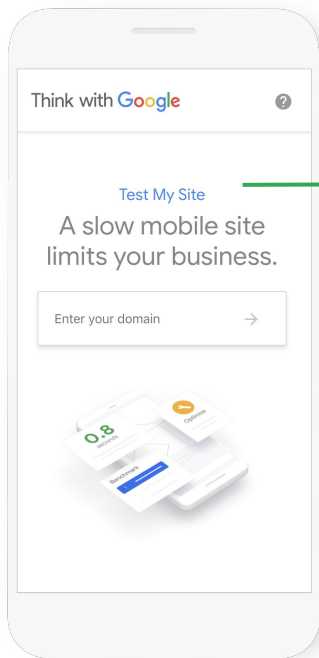 Think with Google
?
Test My Site
A slow mobile site
limits your business.
Enter your domain
0.8
seconds
Optimize
Benchmark